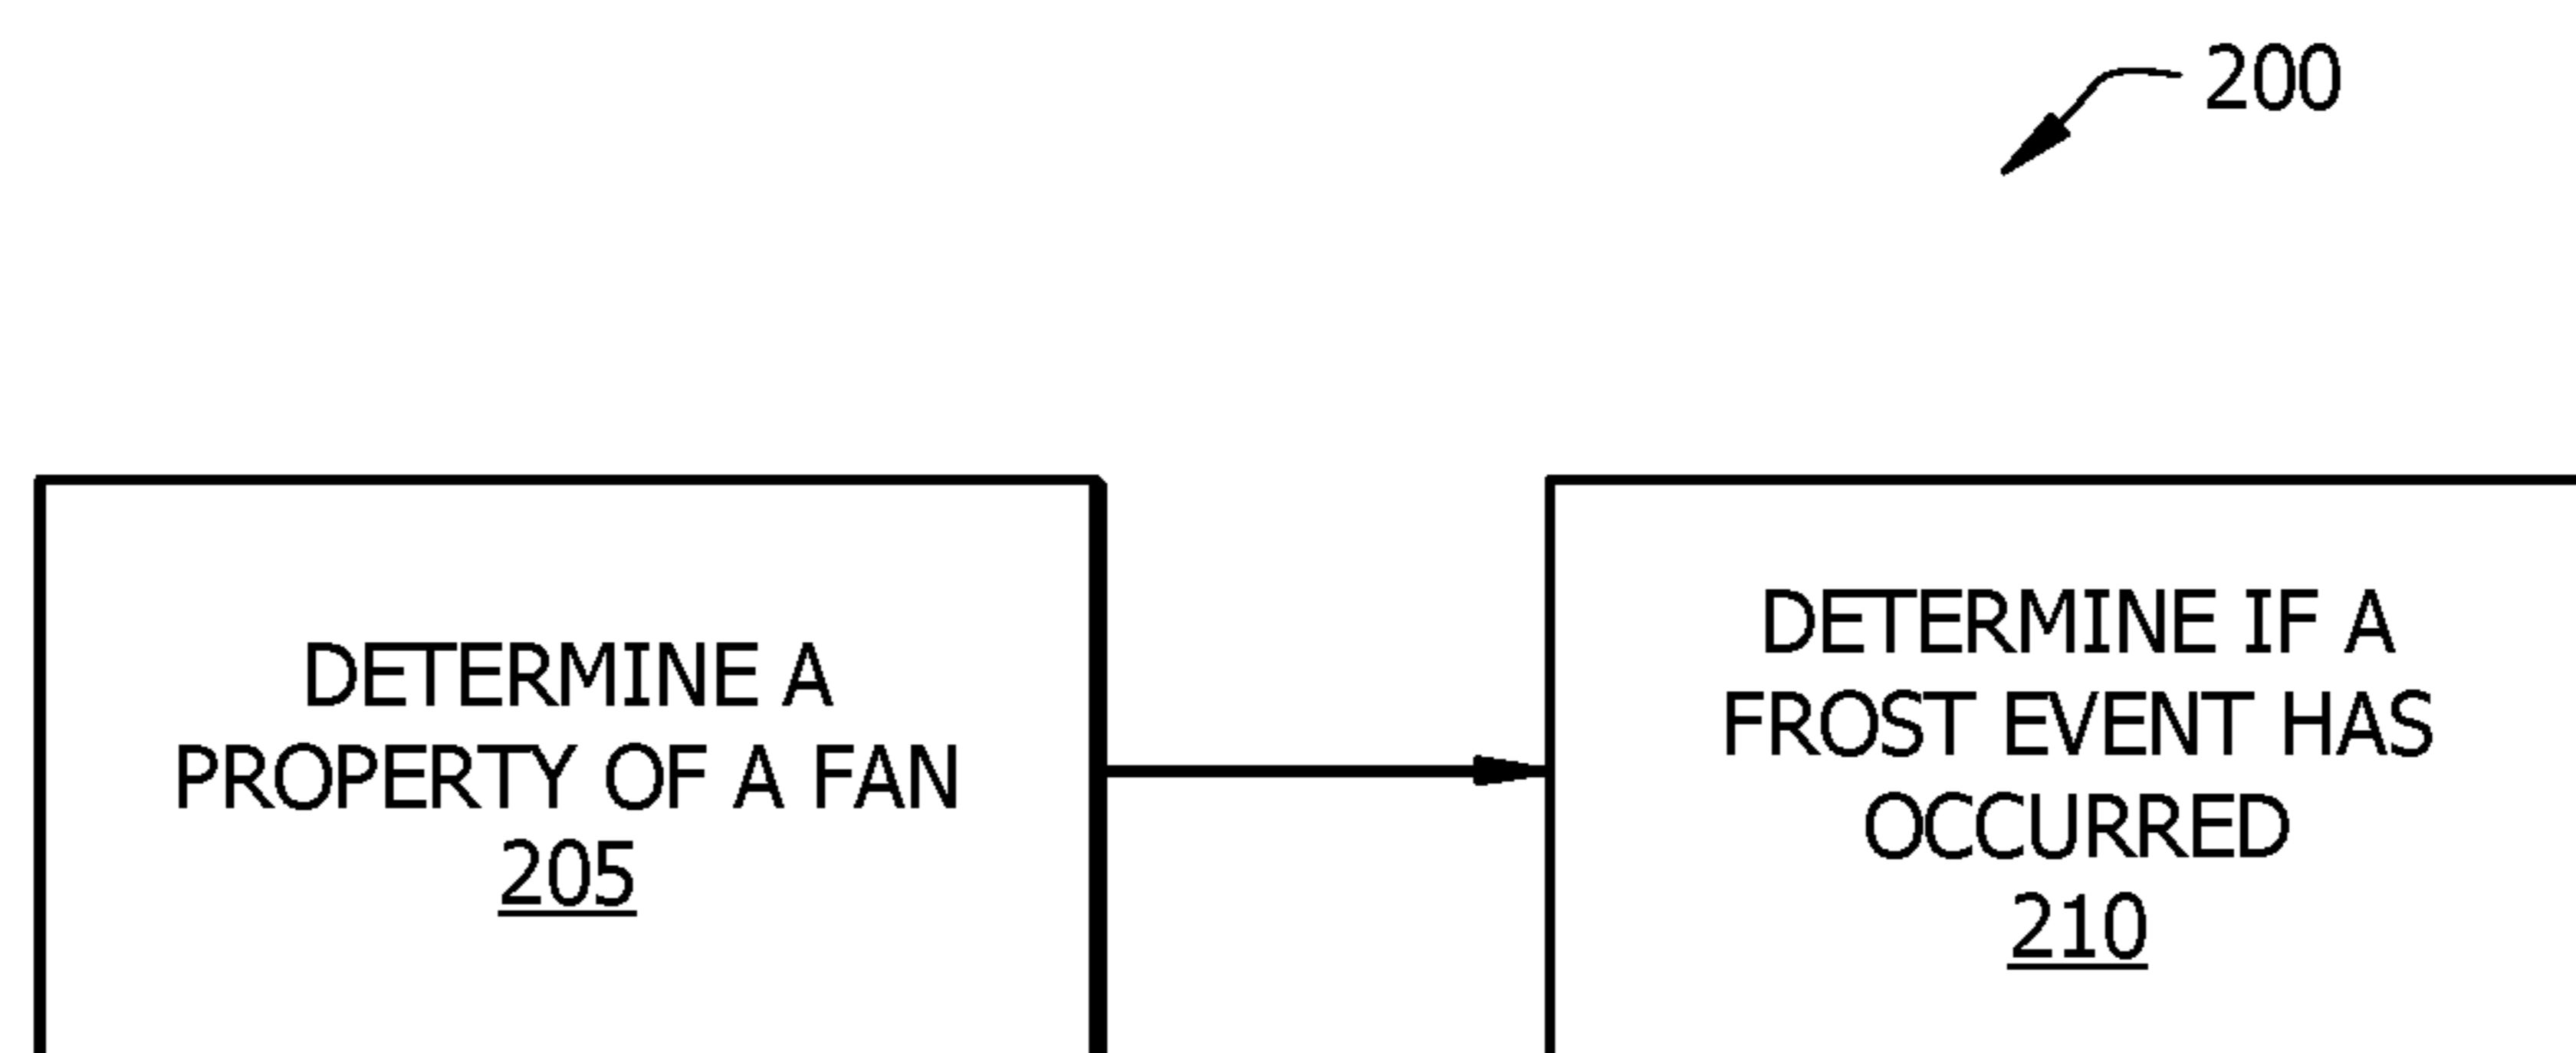 200
DETERMINE A
PROPERTY OF A FAN
205
DETERMINE IF A
FROST EVENT HAS
OCCURRED
210